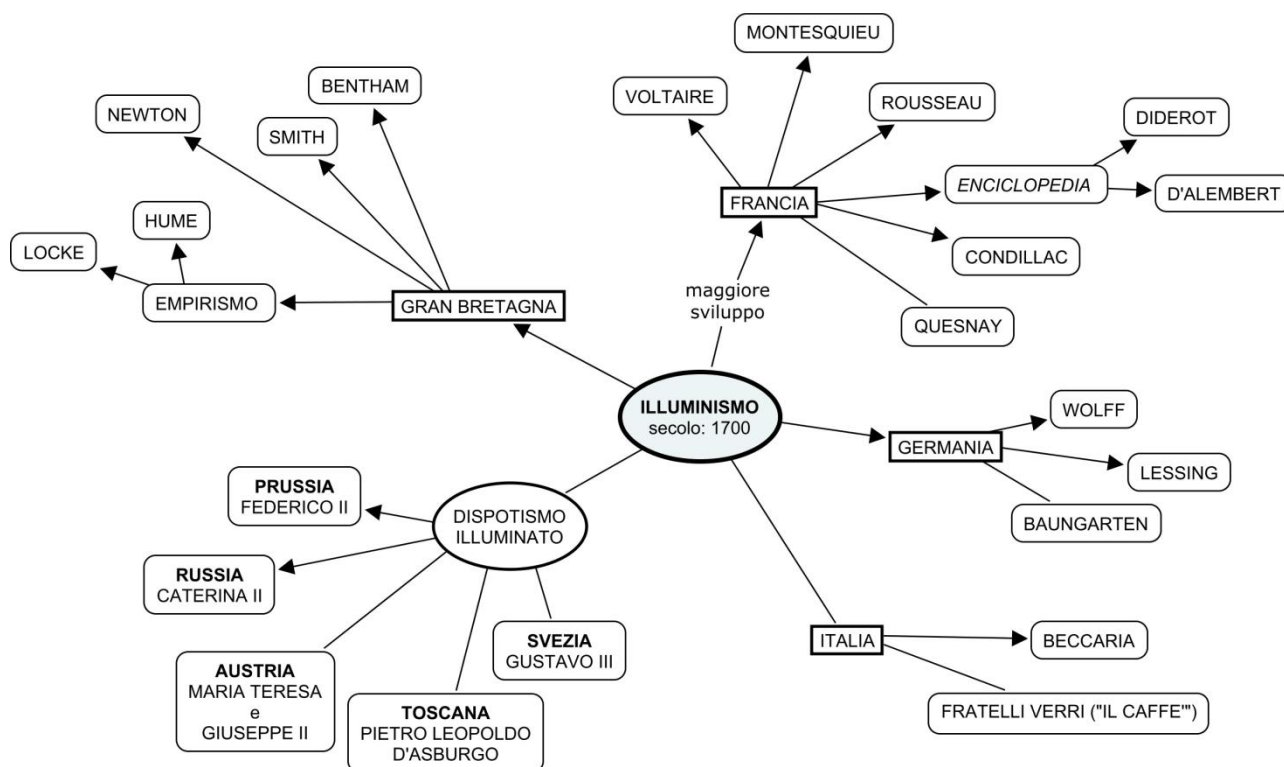 MONTESQUIEU
BENTHAM
VOLTAIRE
ROUSSEAU
NEWTON
SMITH
DIDEROT
ENCICLOPEDIA
D'ALEMBERT
FRANCIA
HUME
LOCKE
CONDILLAC
EMPIRISMO
GRAN BRETAGNA
maggiore
sviluppo
QUESNAY
ILLUMINISMO
secolo: 1700
WOLFF
GERMANIA
LESSING
BAUNGARTEN
PRUSSIA
FEDERICO II
DISPOTISMO
ILLUMINATO
RUSSIA
CATERINA II
SVEZIA
GUSTAVO III
ITALIA
BECCARIA
AUSTRIA
MARIA TERESA
e
GIUSEPPE II
TOSCANA
PIETRO LEOPOLDO
D'ASBURGO
FRATELLI VERRI ("IL CAFFE'")